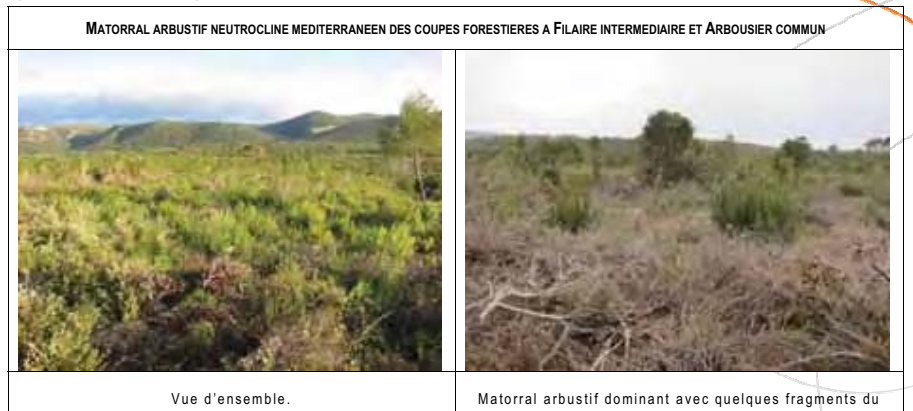 MATORRAL ARBUSTIF NEUTROCLINE MEDITERRANEEN DES COUPES FORESTIERES A FILAIRE INTERMEDIAIRE ET ARBOUSIER COMMUN
Vue d'ensemble.
Matorral arbustif dominant avec quelques fragments du